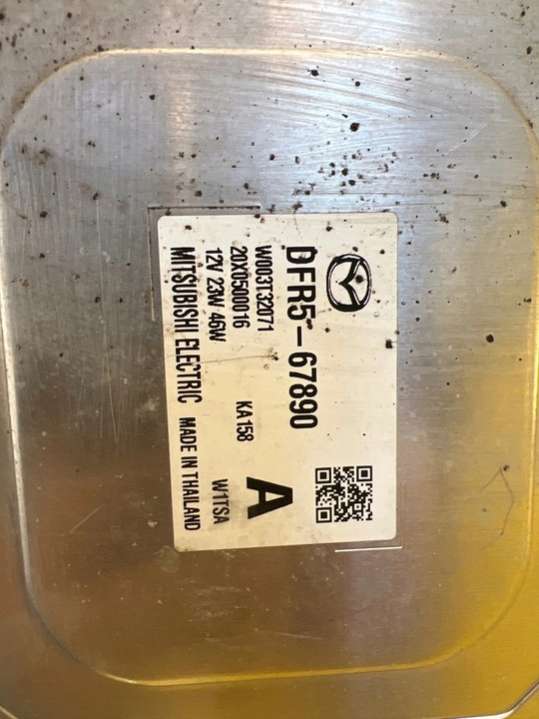 DFR5-67890
W003T32071
20X0500016 KA158
12V 23W 46W
A
W1TSA
MITSUBISHI ELECTRIC MADE IN THAILAND